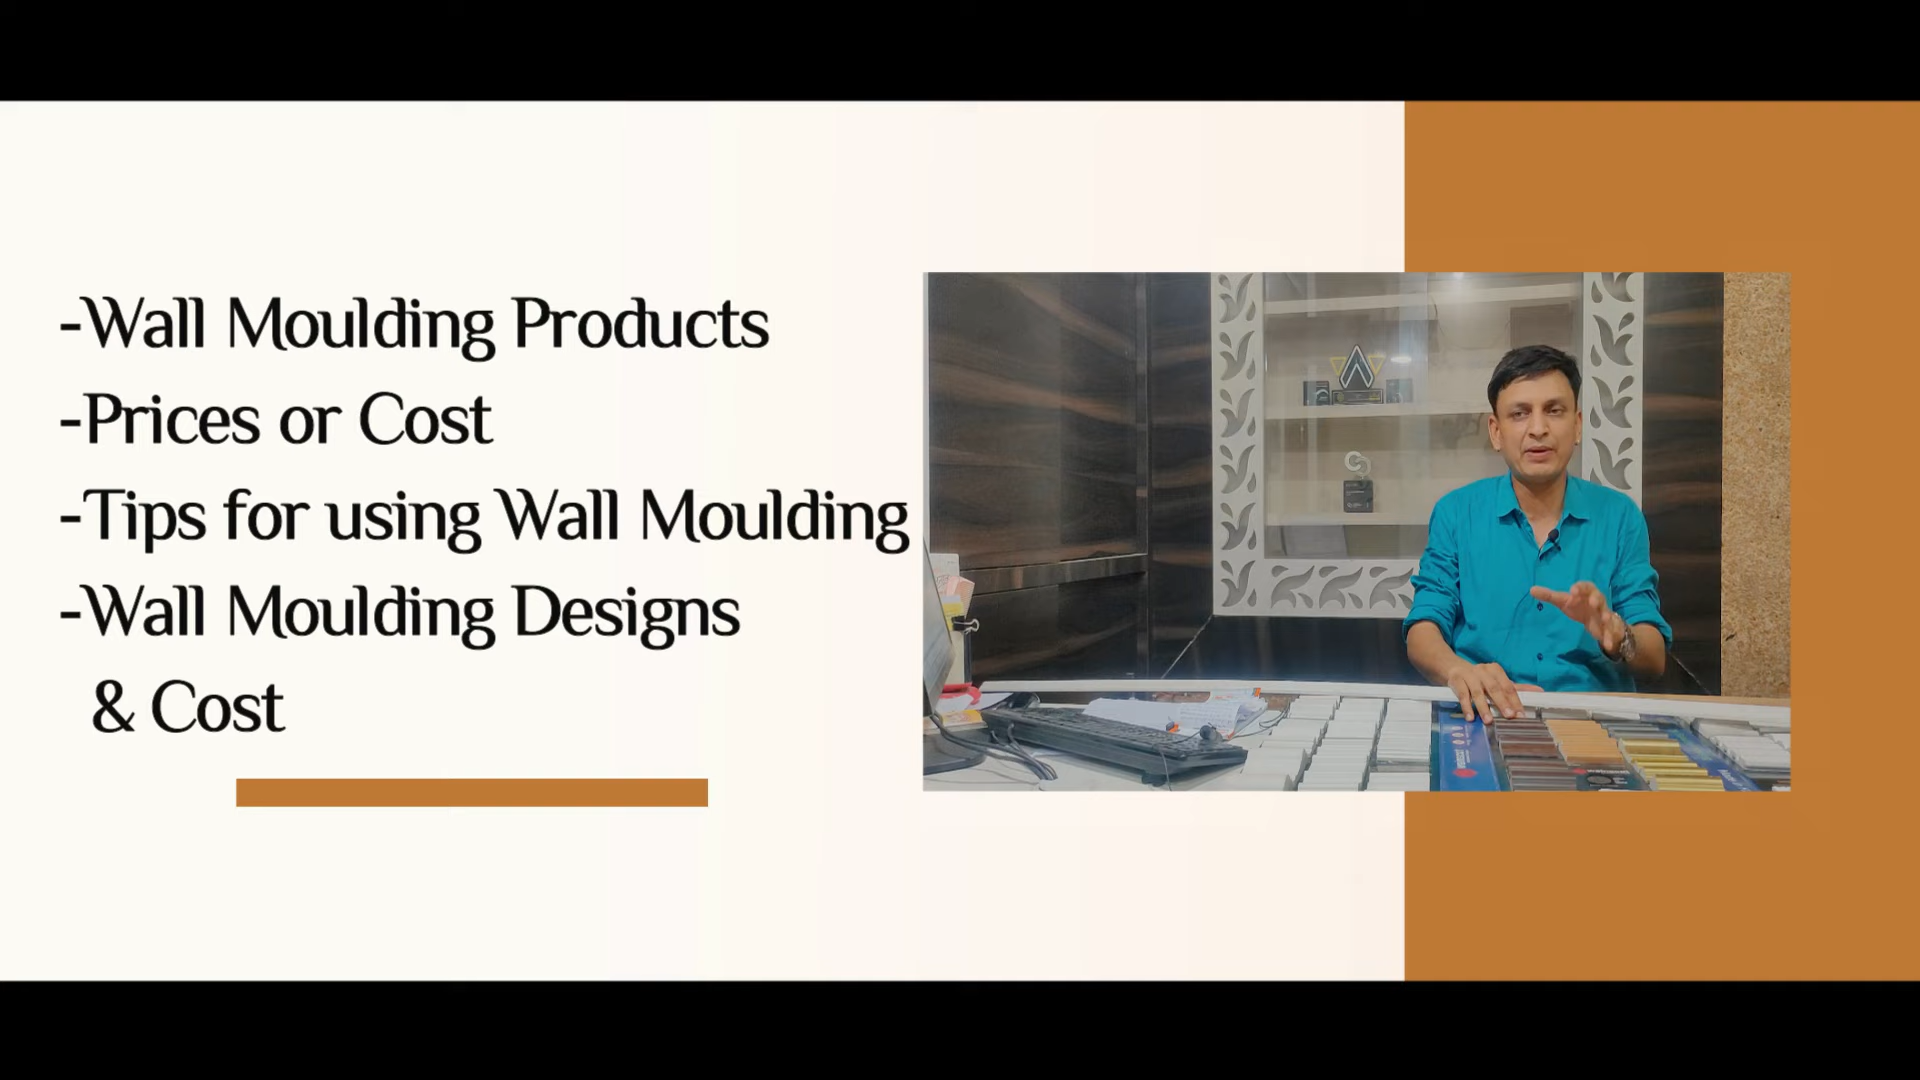 -Wall Moulding Products
-Prices or Cost
-Tips for using Wall Moulding
-Wall Moulding Designs
& Cost